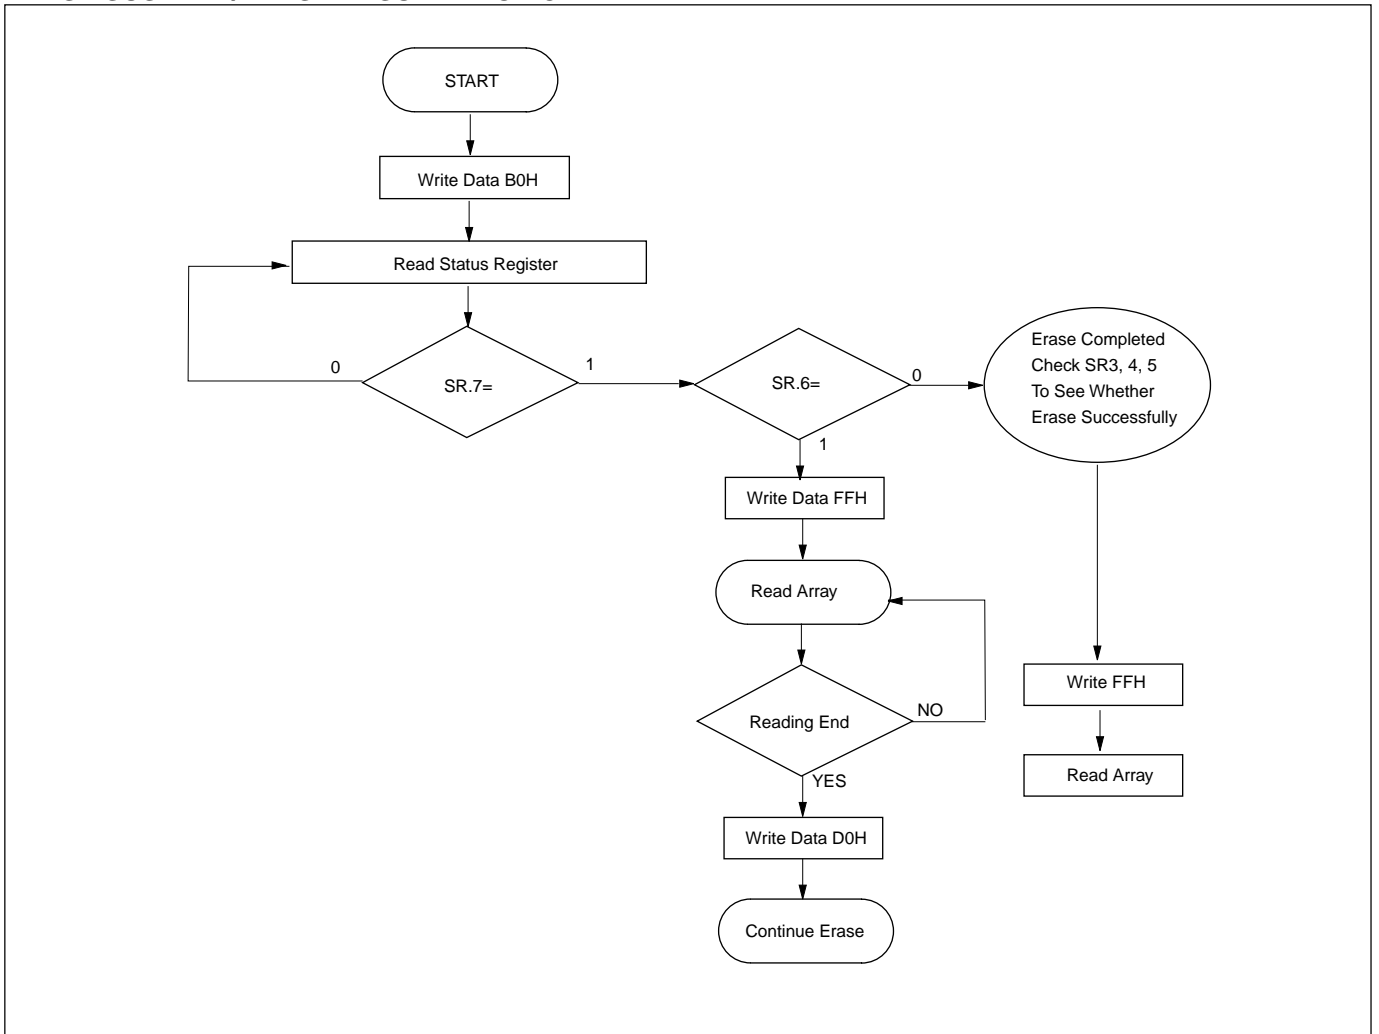 START
Write Data B0H
Read Status Register
SR.7=
0
1
SR.6=
0
1
Erase Completed
Check SR3, 4, 5
To See Whether
Erase Successfully
Write Data FFH
Read Array
Reading End
NO
YES
Write Data D0H
Continue Erase
Write FFH
Read Array